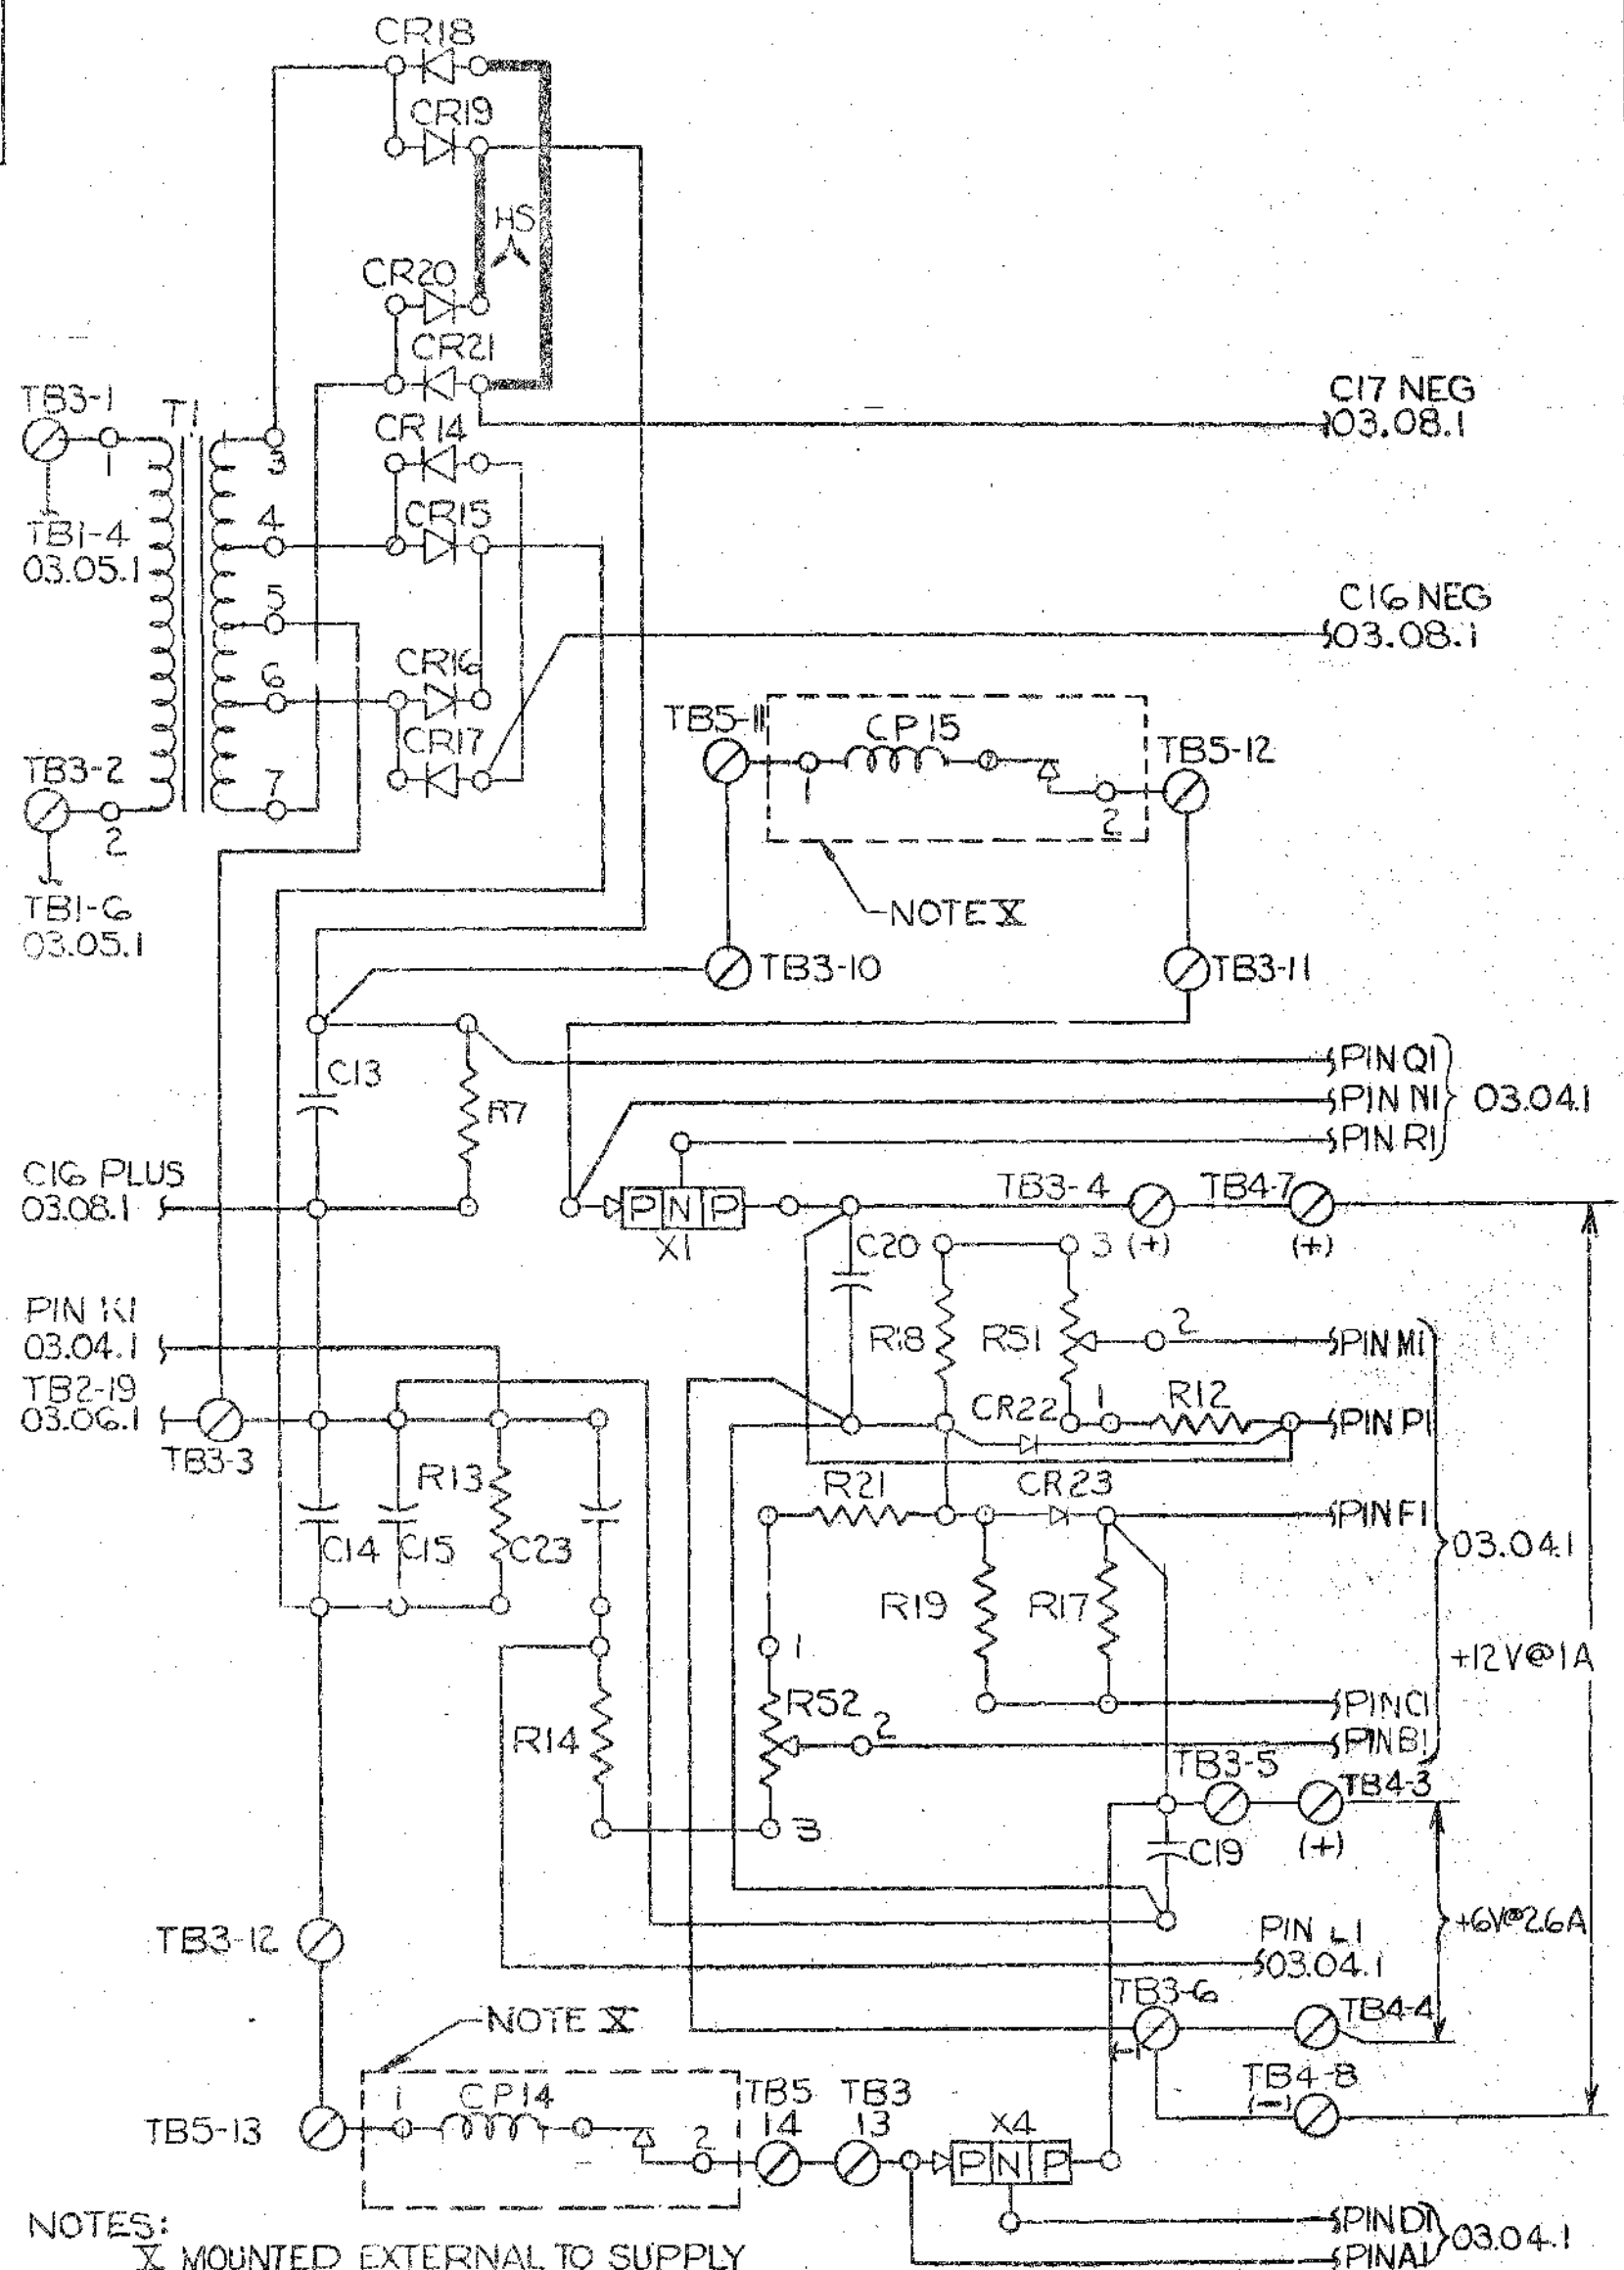 CR18
CR19
HS
CR20
CR21
C17 NEG
03.08.1
TB3-1
T1
CR 14
1
3
TB1-4
03.05.1
4
CR15
5
C16 NEG
03.08.1
6
CR16
CR17
TB5-11
CP 15
TB5-12
TB3-2
7
1
2
2
TB1-6
03.05.1
NOTE X
TB3-10
TB3-11
C13
R7
PIN Q1
PIN N1
03.04.1
PIN R1
C16 PLUS
03.08.1
P N P
X1
TB3-4
TB4-7
C20
3 (+)
(+)
PIN K1
03.04.1
R18
R51
2
PIN M1
TB2-19
03.06.1
TB3-3
CR22
1
R12
PIN P1
R13
R21
CR23
PIN F1
C14
C15
C23
03.04.1
R19
R17
1
+12V@1A
R14
R52
2
PIN C1
PIN B1
TB3-5
TB4-3
3
C19
(+)
TB3-12
PIN L1
03.04.1
+6V@2.6A
NOTE X
TB3-6
TB4-4
(-)
TB4-8
(-)
TB5-13
1
CP14
2
TB5
14
TB3
13
X4
P N P
NOTES:
X MOUNTED EXTERNAL TO SUPPLY
PIN D1
PIN A1
03.04.1